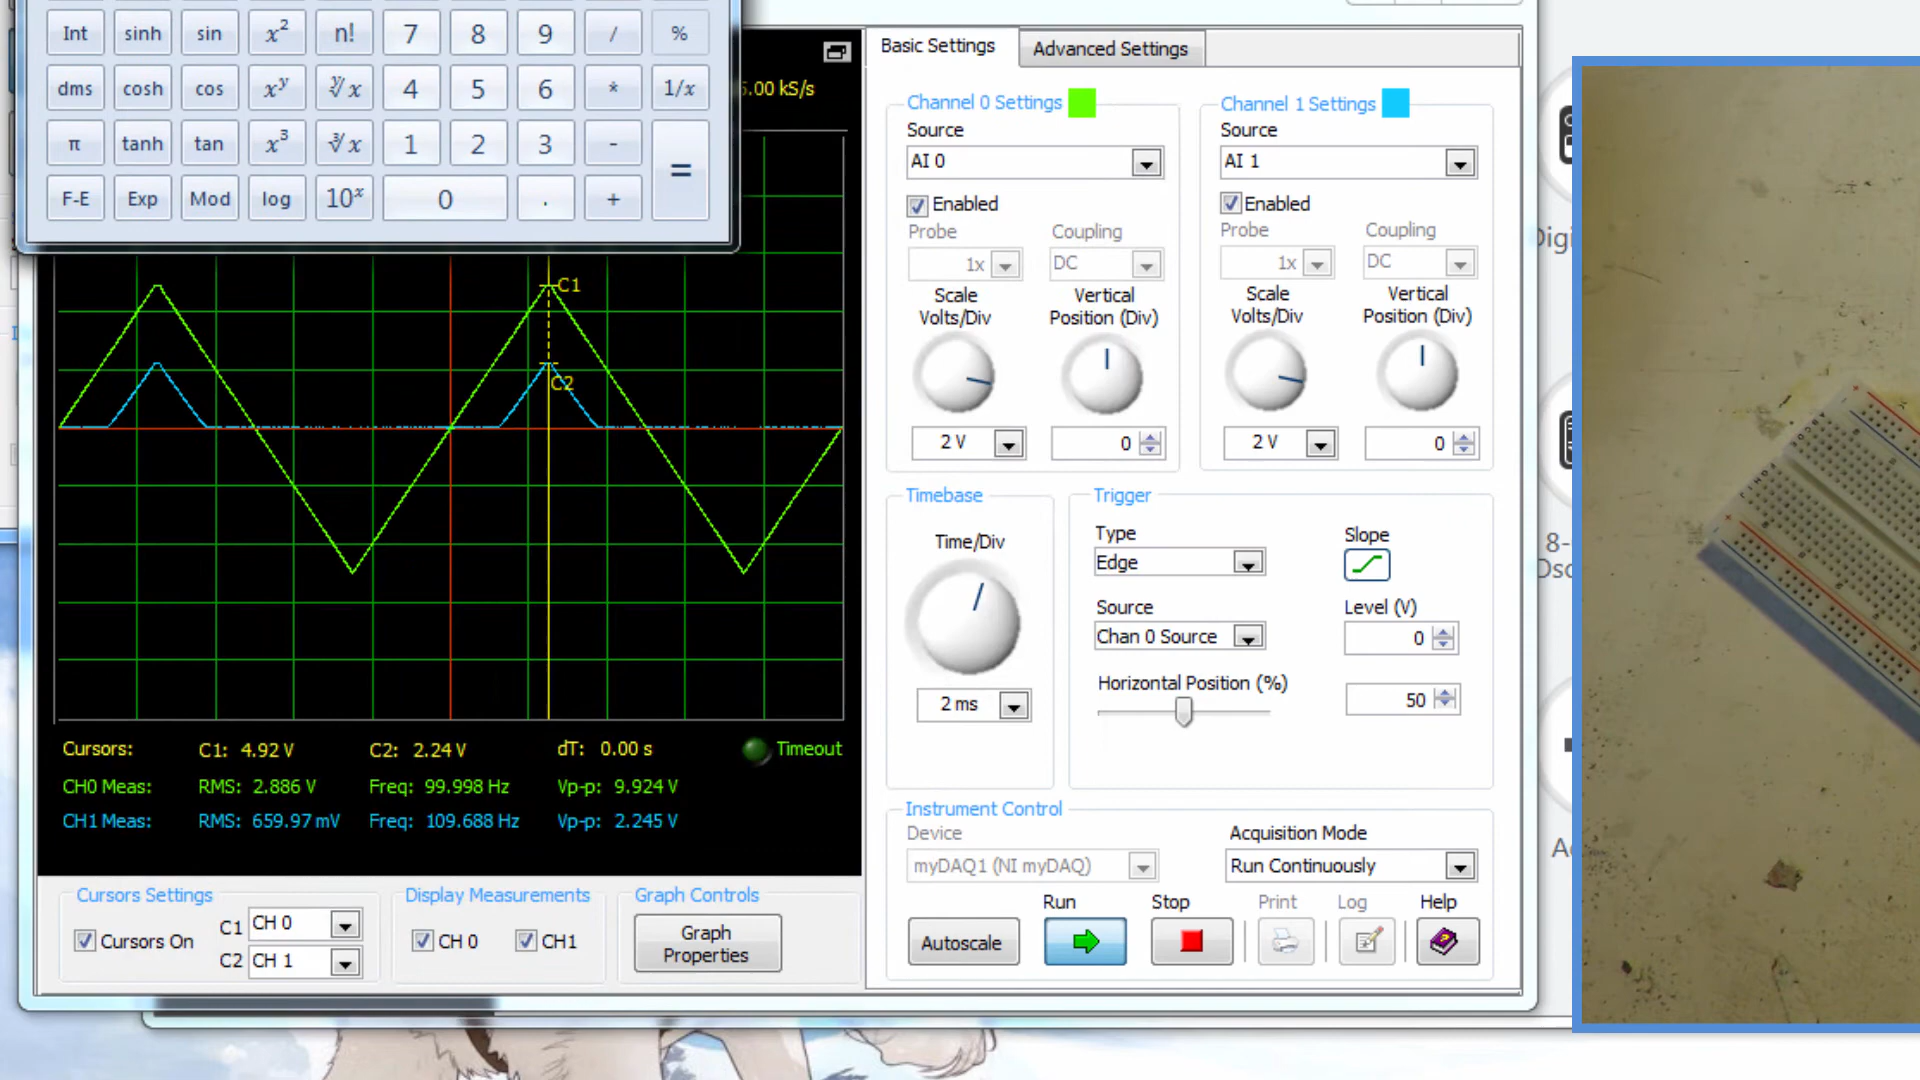 Int sinh sin x² n! 7 8 9 / %
dms cosh cos xʸ ʸ√x 4 5 6 * 1/x
π tanh tan x³ ³√x 1 2 3 - =
F-E Exp Mod log 10ˣ 0 . +
5.00 kS/s
C1
C2
Cursors: C1: 4.92 V C2: 2.24 V dT: 0.00 s Timeout
CH0 Meas: RMS: 2.886 V Freq: 99.998 Hz Vp-p: 9.924 V
CH1 Meas: RMS: 659.97 mV Freq: 109.688 Hz Vp-p: 2.245 V
Cursors Settings
Cursors On
C1 CH 0
C2 CH 1
Display Measurements
CH 0 CH1
Graph Controls
Graph
Properties
Basic Settings Advanced Settings
Channel 0 Settings
Source
AI 0
Enabled
Probe Coupling
1x DC
Scale Vertical
Volts/Div Position (Div)
2 V 0
Channel 1 Settings
Source
AI 1
Enabled
Probe Coupling
1x DC
Scale Vertical
Volts/Div Position (Div)
2 V 0
Timebase
Time/Div
2 ms
Trigger
Type Slope
Edge
Source Level (V)
Chan 0 Source 0
Horizontal Position (%)
50
Instrument Control
Device Acquisition Mode
myDAQ1 (NI myDAQ) Run Continuously
Run Stop Print Log Help
Autoscale
8-